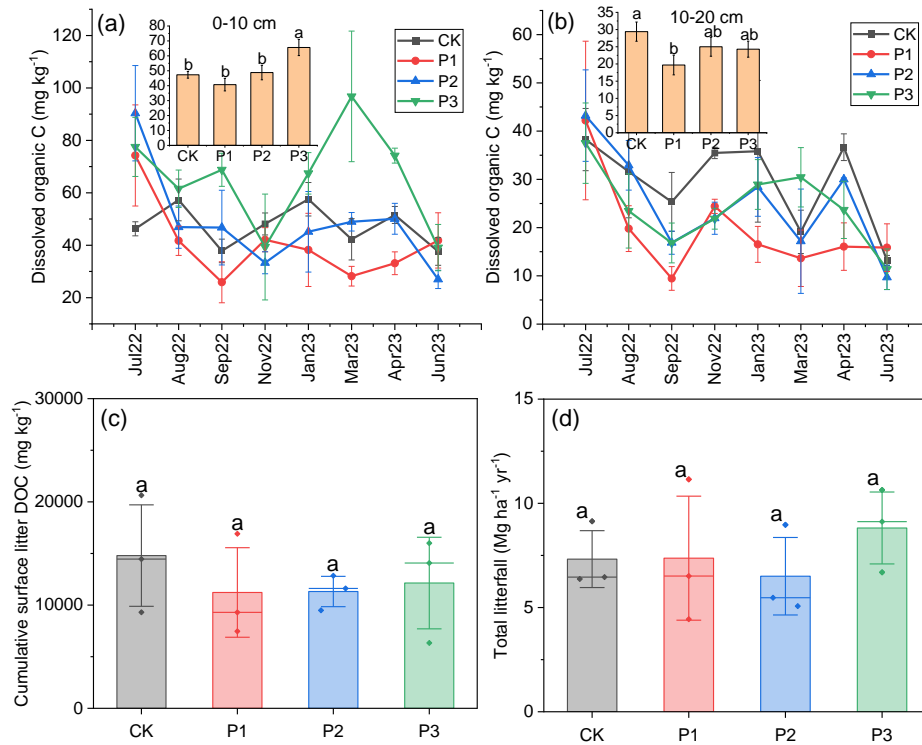 (a)
0-10 cm
CK
P1
P2
P3
Dissolved organic C (mg kg⁻¹)
120
100
80
60
40
20
80
70
60
50
40
30
20
10
0
b
b
b
a
CK
P1
P2
P3
Jul22
Aug22
Sep22
Nov22
Jan23
Mar23
Apr23
Jun23
(b)
10-20 cm
CK
P1
P2
P3
Dissolved organic C (mg kg⁻¹)
60
50
40
30
20
10
0
35
30
25
20
15
10
5
0
a
b
ab
ab
CK
P1
P2
P3
Jul22
Aug22
Sep22
Nov22
Jan23
Mar23
Apr23
Jun23
(c)
Cumulative surface litter DOC (mg kg⁻¹)
30000
20000
10000
0
a
a
a
a
CK
P1
P2
P3
(d)
Total litterfall (Mg ha⁻¹ yr⁻¹)
15
10
5
0
a
a
a
a
CK
P1
P2
P3